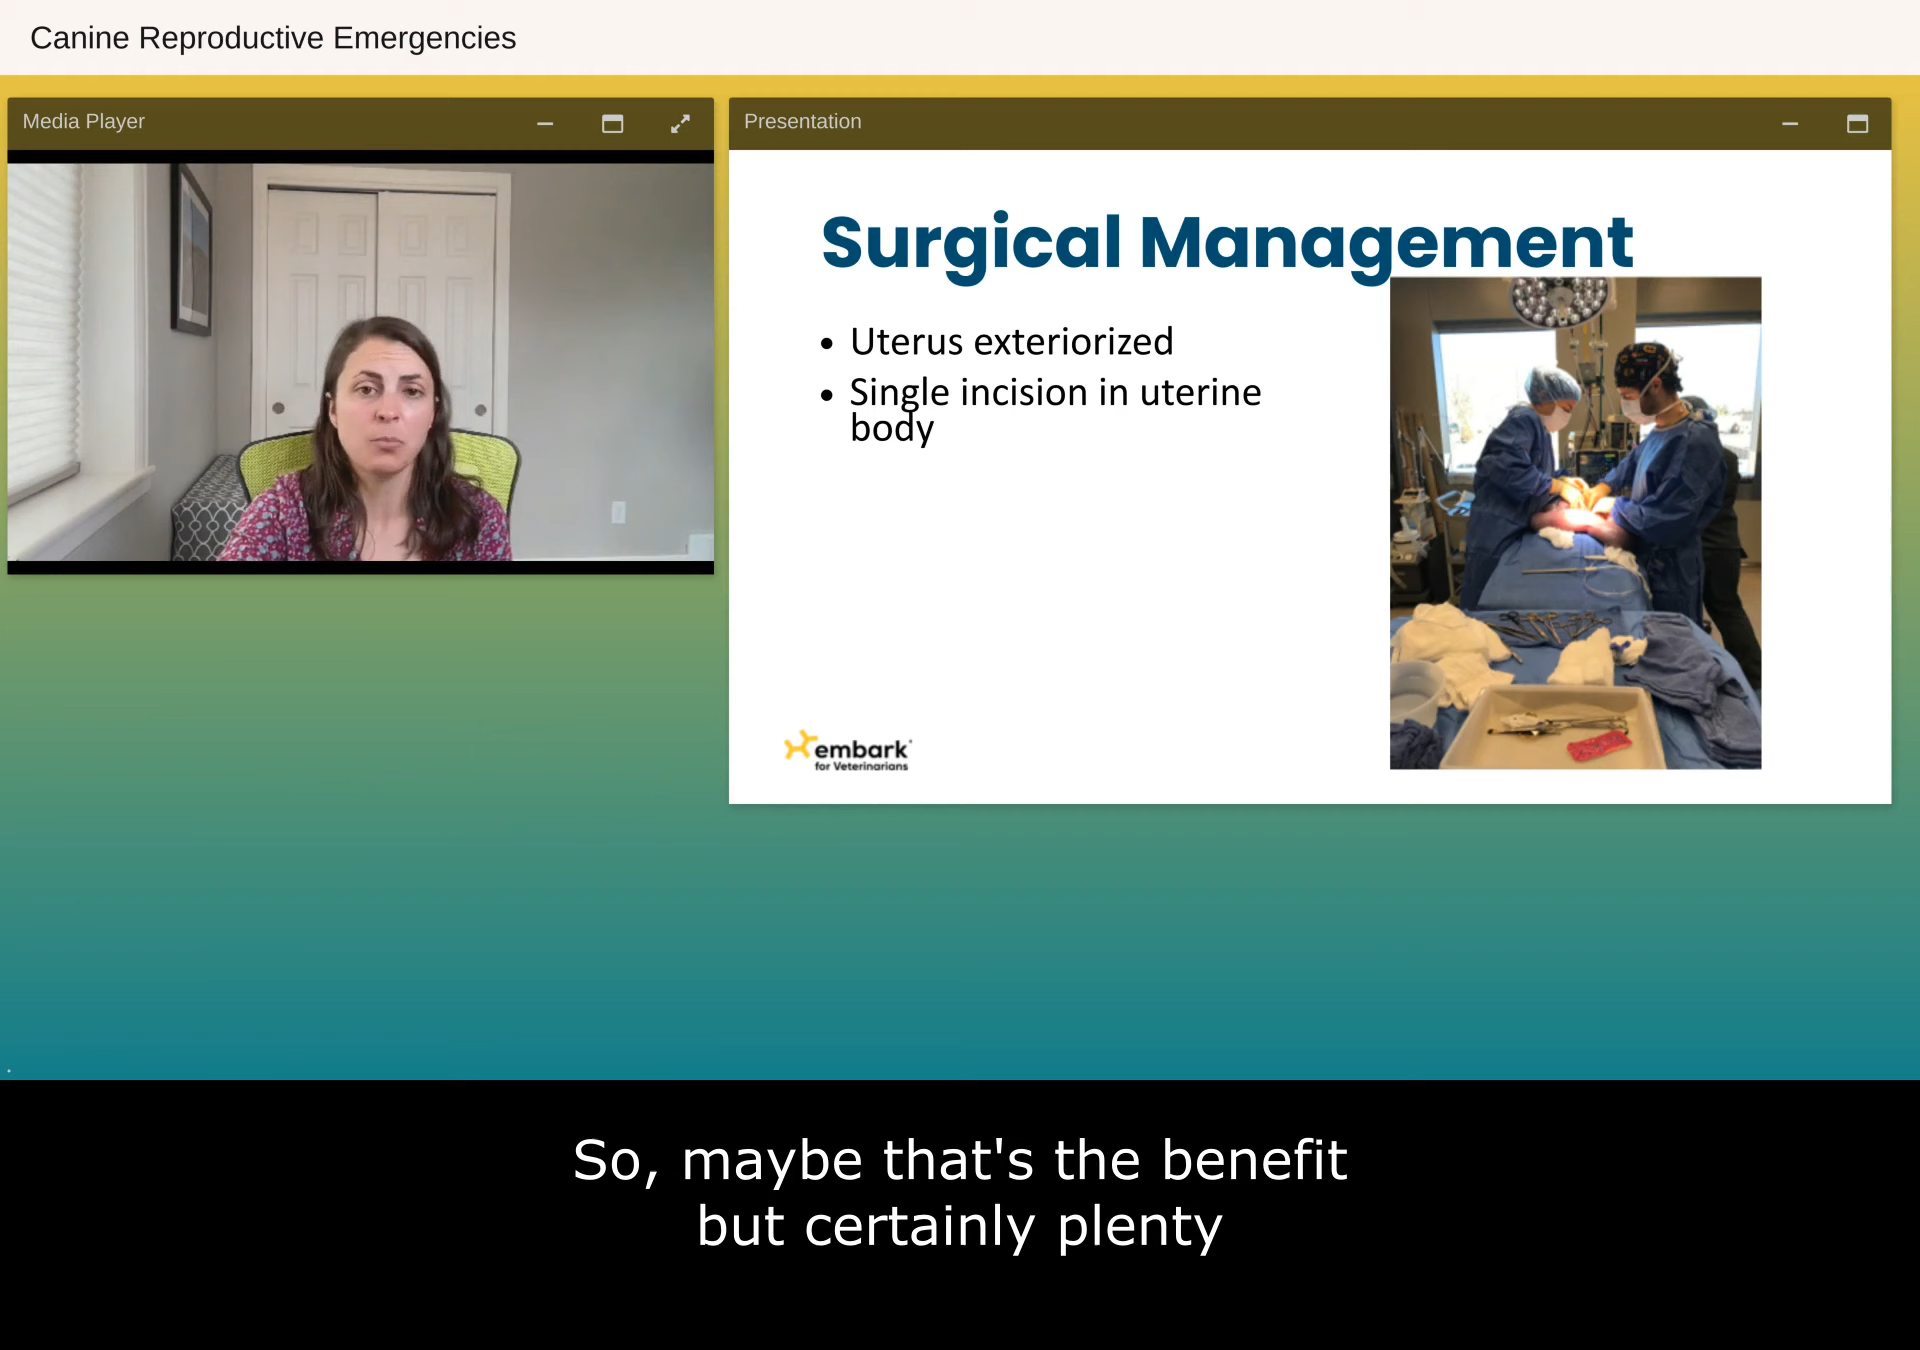 Canine Reproductive Emergencies
Media Player
Presentation
Surgical Management
• Uterus exteriorized
• Single incision in uterine
body
embark
for Veterinarians
So, maybe that's the benefit
but certainly plenty